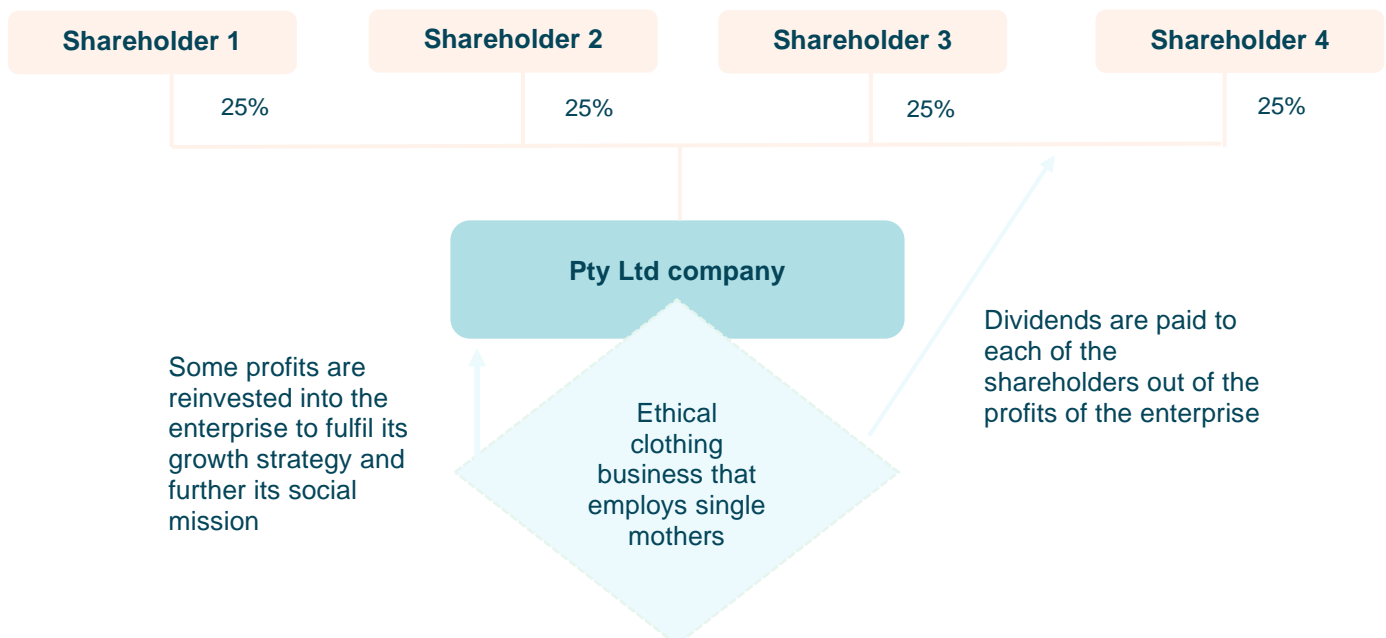 Shareholder 1
Shareholder 2
Shareholder 3
Shareholder 4
25%
25%
25%
25%
Pty Ltd company
Some profits are
reinvested into the
enterprise to fulfil its
growth strategy and
further its social
mission
Ethical
clothing
business that
employs single
mothers
Dividends are paid to
each of the
shareholders out of the
profits of the enterprise